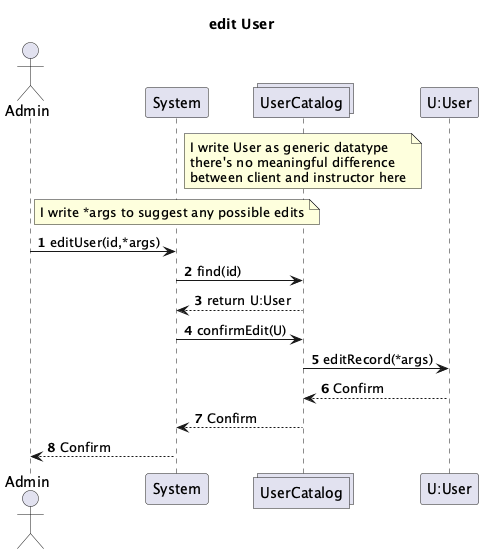 edit User
Admin
System
UserCatalog
U:User
I write User as generic datatype
there's no meaningful difference
between client and instructor here
I write *args to suggest any possible edits
1 editUser(id,*args)
2 find(id)
3 return U:User
4 confirmEdit(U)
5 editRecord(*args)
6 Confirm
7 Confirm
8 Confirm
Admin
System
UserCatalog
U:User